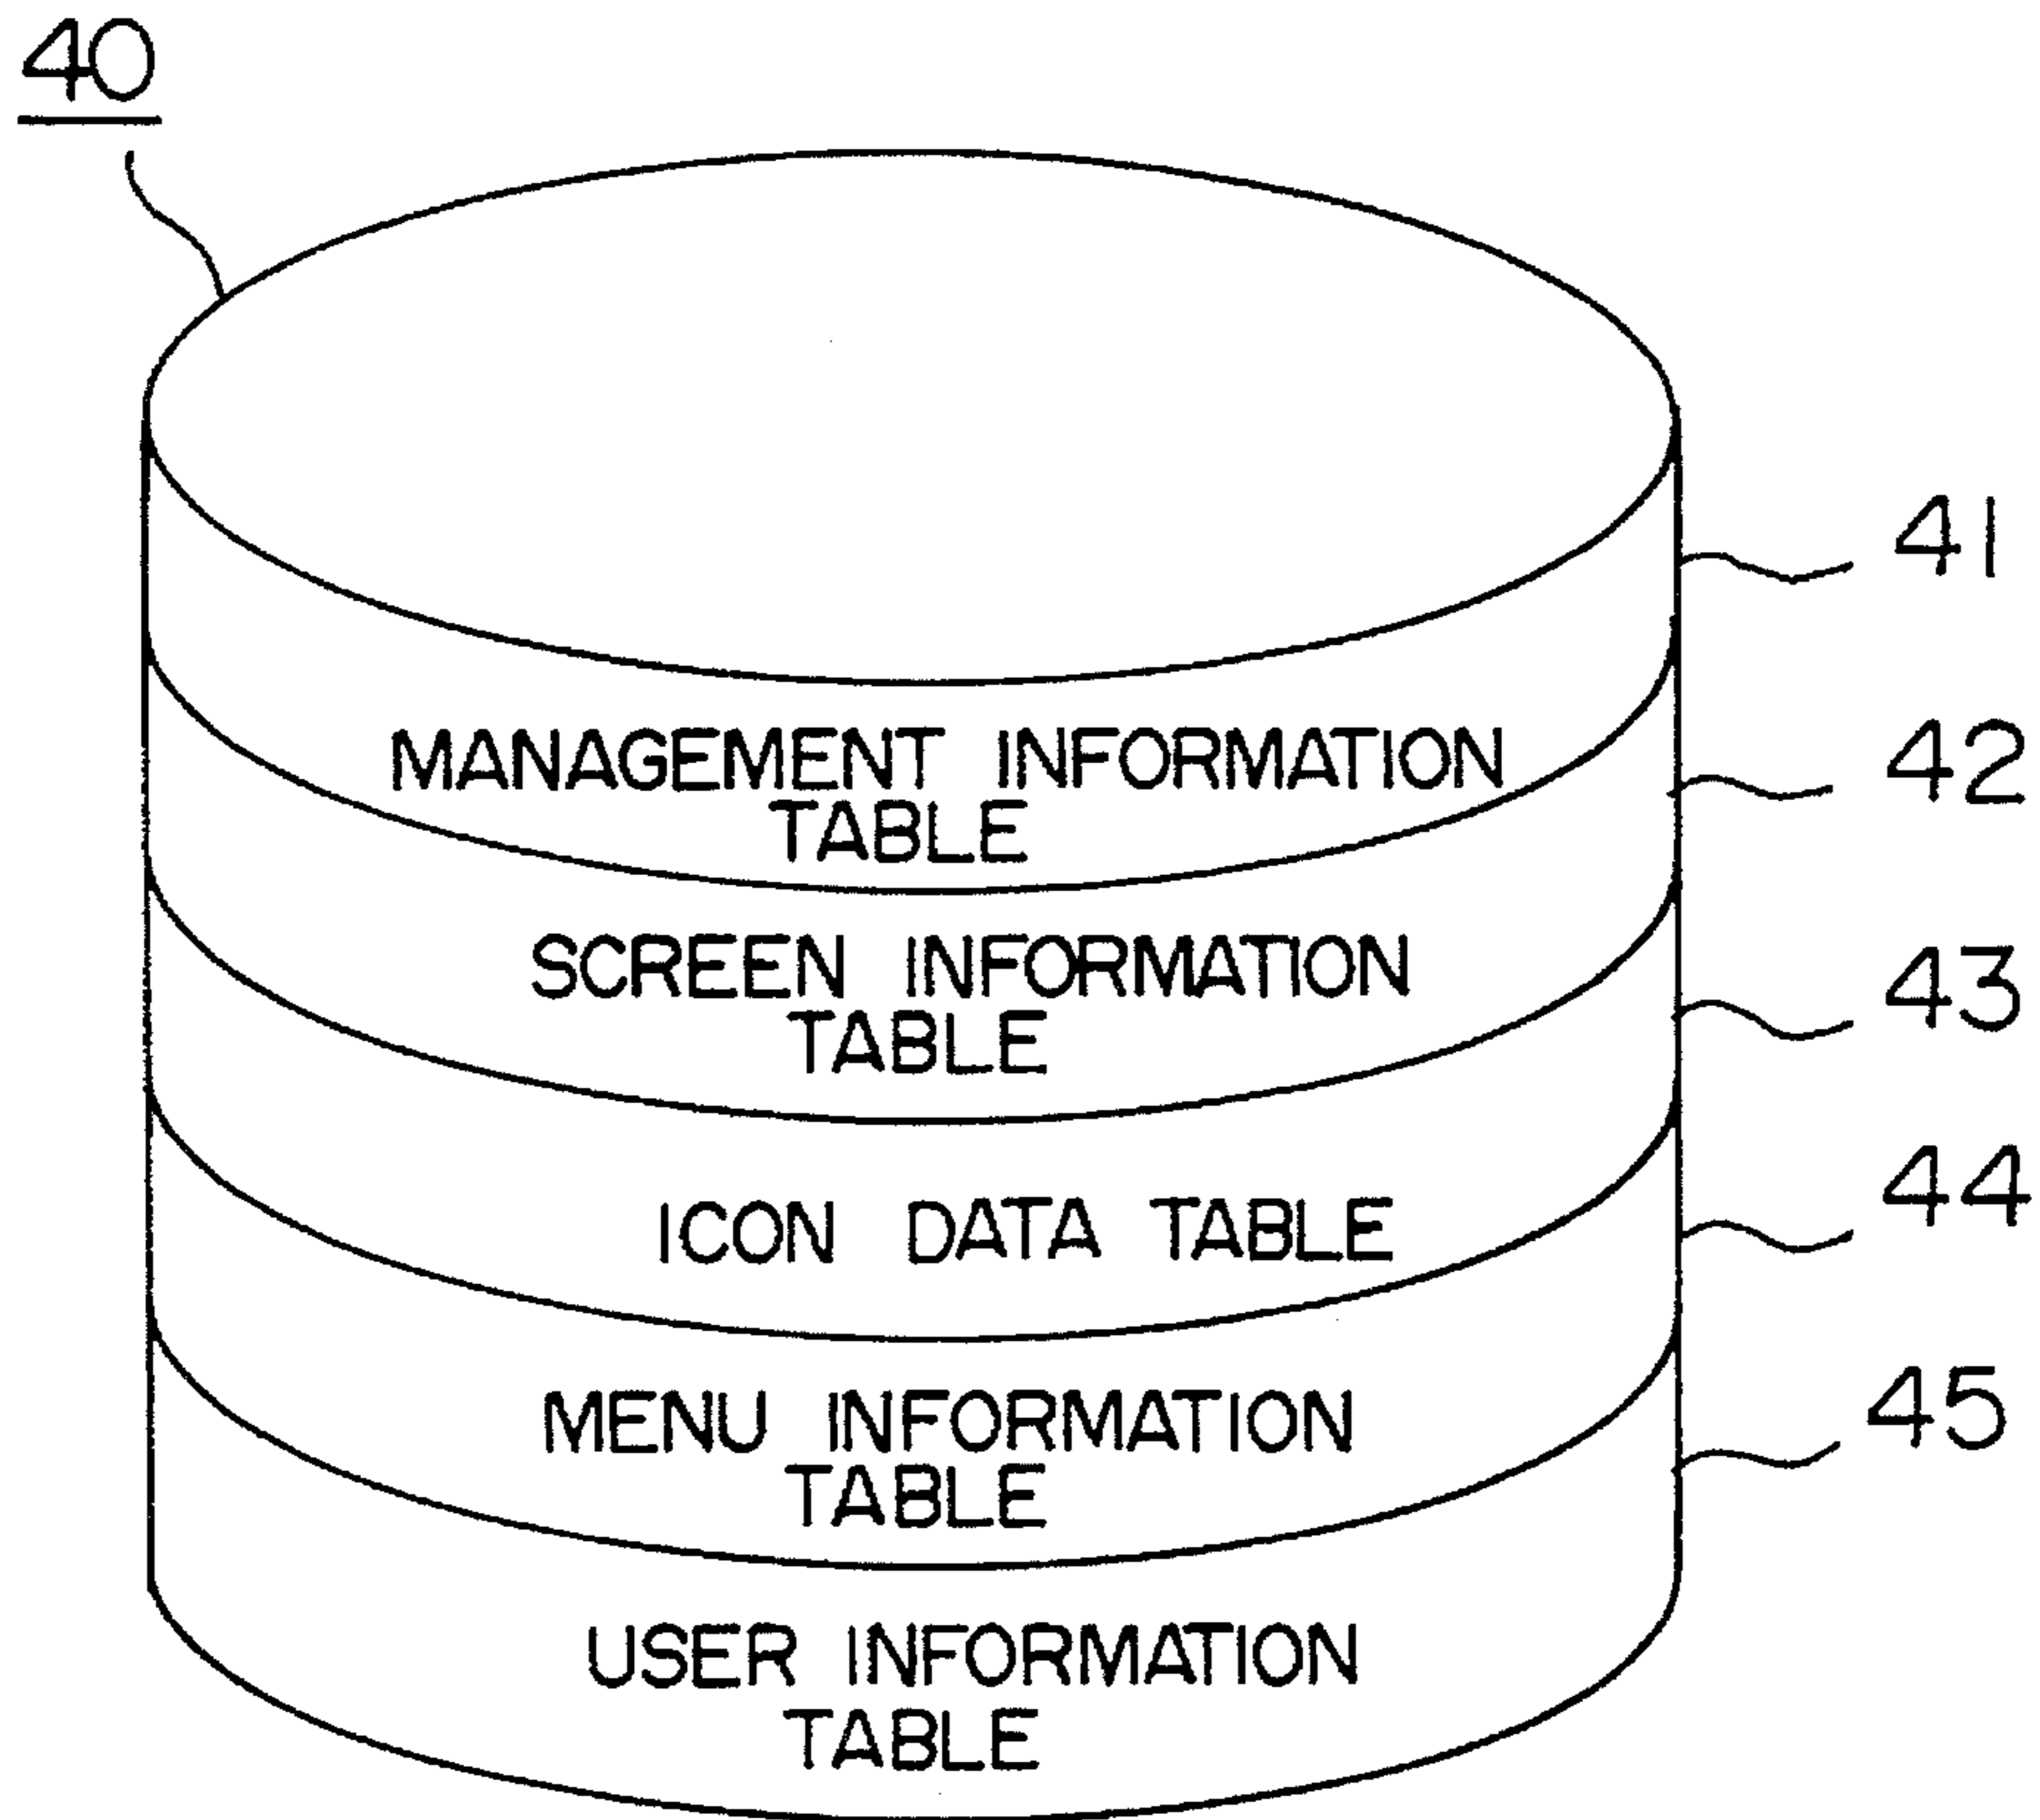 40
41
MANAGEMENT INFORMATION
TABLE
42
SCREEN INFORMATION
TABLE
43
ICON DATA TABLE
44
MENU INFORMATION
TABLE
45
USER INFORMATION
TABLE